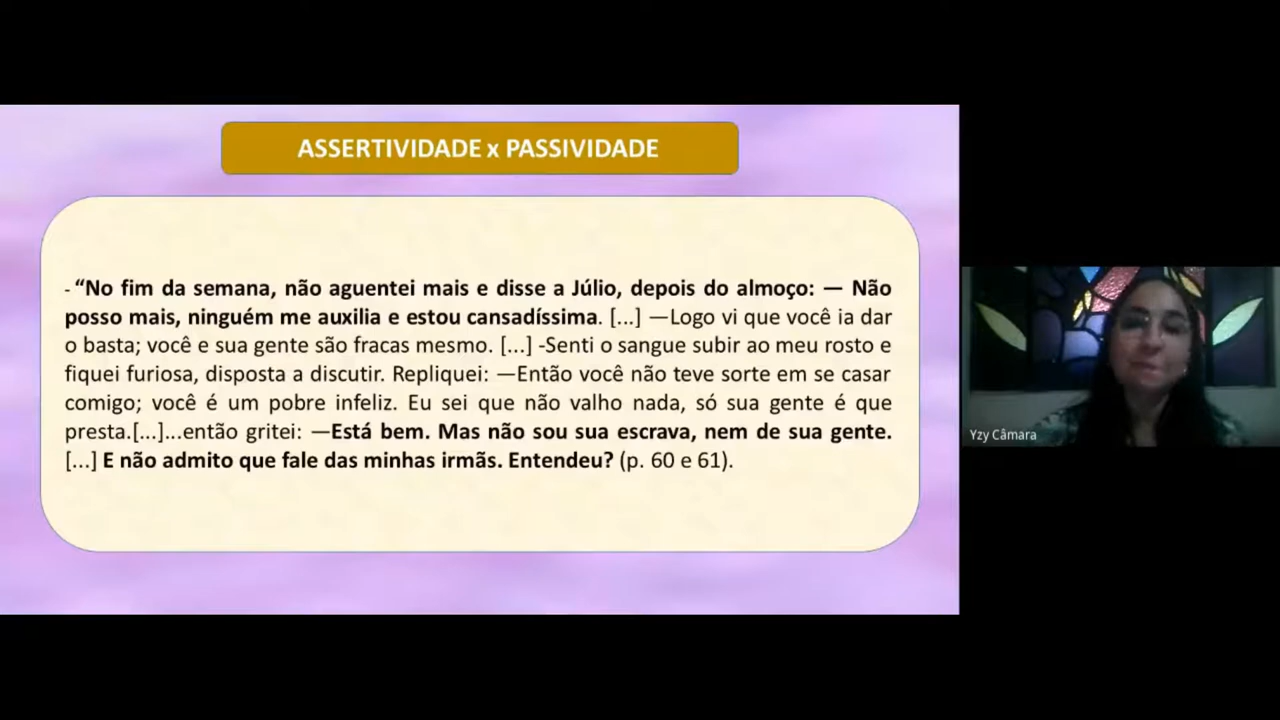 ASSERTIVIDADE x PASSIVIDADE
- “No fim da semana, não aguentei mais e disse a Júlio, depois do almoço: — Não
posso mais, ninguém me auxilia e estou cansadíssima. [...] —Logo vi que você ia dar
o basta; você e sua gente são fracas mesmo. [...] -Senti o sangue subir ao meu rosto e
fiquei furiosa, disposta a discutir. Repliquei: —Então você não teve sorte em se casar
comigo; você é um pobre infeliz. Eu sei que não valho nada, só sua gente é que
presta.[...]...então gritei: —Está bem. Mas não sou sua escrava, nem de sua gente.
[...] E não admito que fale das minhas irmãs. Entendeu? (p. 60 e 61).
Yzy Câmara